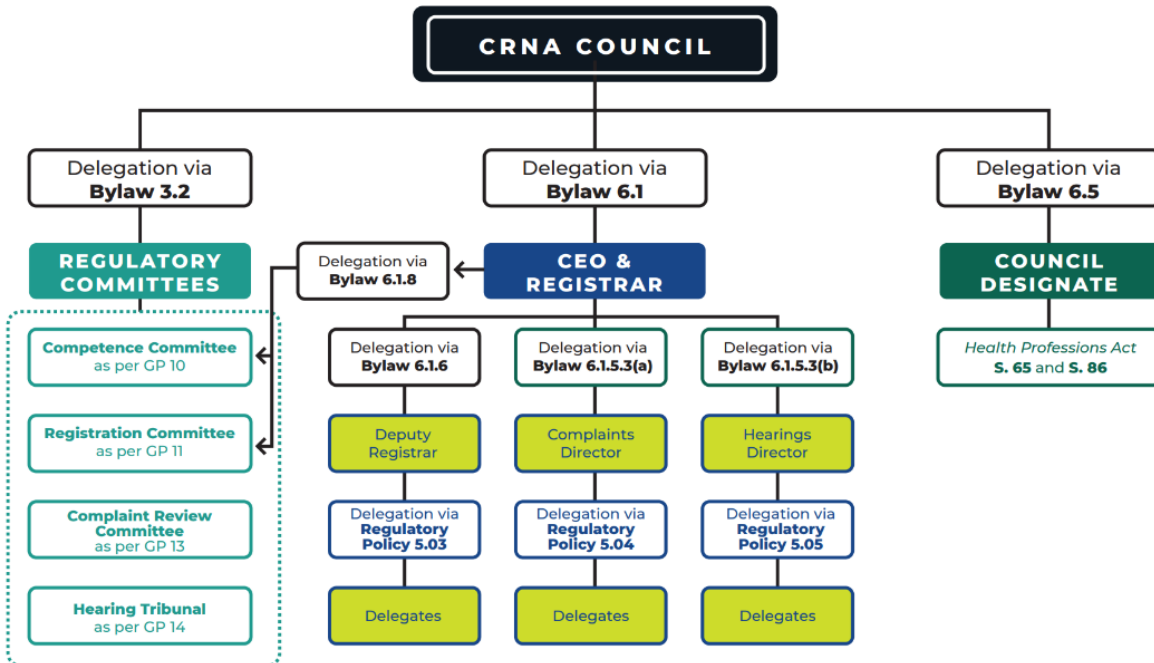 CRNA COUNCIL
Delegation via
Bylaw 3.2
Delegation via
Bylaw 6.1
Delegation via
Bylaw 6.5
REGULATORY
COMMITTEES
Delegation via
Bylaw 6.1.8
CEO &
REGISTRAR
COUNCIL
DESIGNATE
Competence Committee
as per GP 10
Registration Committee
as per GP 11
Complaint Review
Committee
as per GP 13
Hearing Tribunal
as per GP 14
Delegation via
Bylaw 6.1.6
Deputy
Registrar
Delegation via
Regulatory
Policy 5.03
Delegates
Delegation via
Bylaw 6.1.5.3(a)
Complaints
Director
Delegation via
Regulatory
Policy 5.04
Delegates
Delegation via
Bylaw 6.1.5.3(b)
Hearings
Director
Delegation via
Regulatory
Policy 5.05
Delegates
Health Professions Act
S. 65 and S. 86